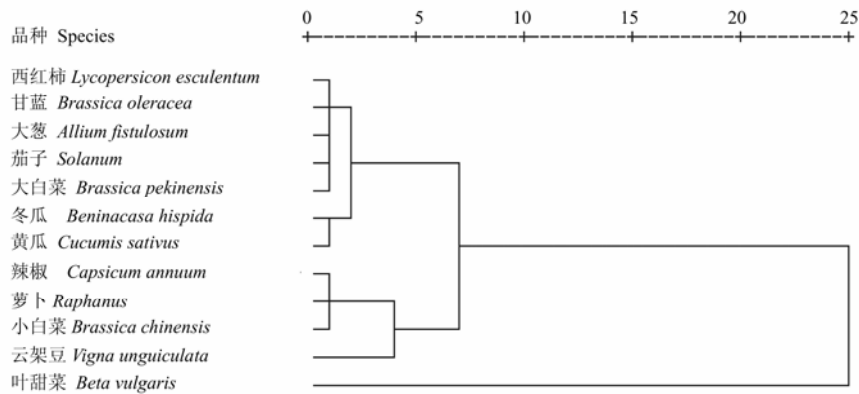 0 5 10 15 20 25
品种 Species
西红柿 Lycopersicon esculentum
甘蓝 Brassica oleracea
大葱 Allium fistulosum
茄子 Solanum
大白菜 Brassica pekinensis
冬瓜 Beninacasa hispida
黄瓜 Cucumis sativus
辣椒 Capsicum annuum
萝卜 Raphanus
小白菜 Brassica chinensis
云架豆 Vigna unguiculata
叶甜菜 Beta vulgaris